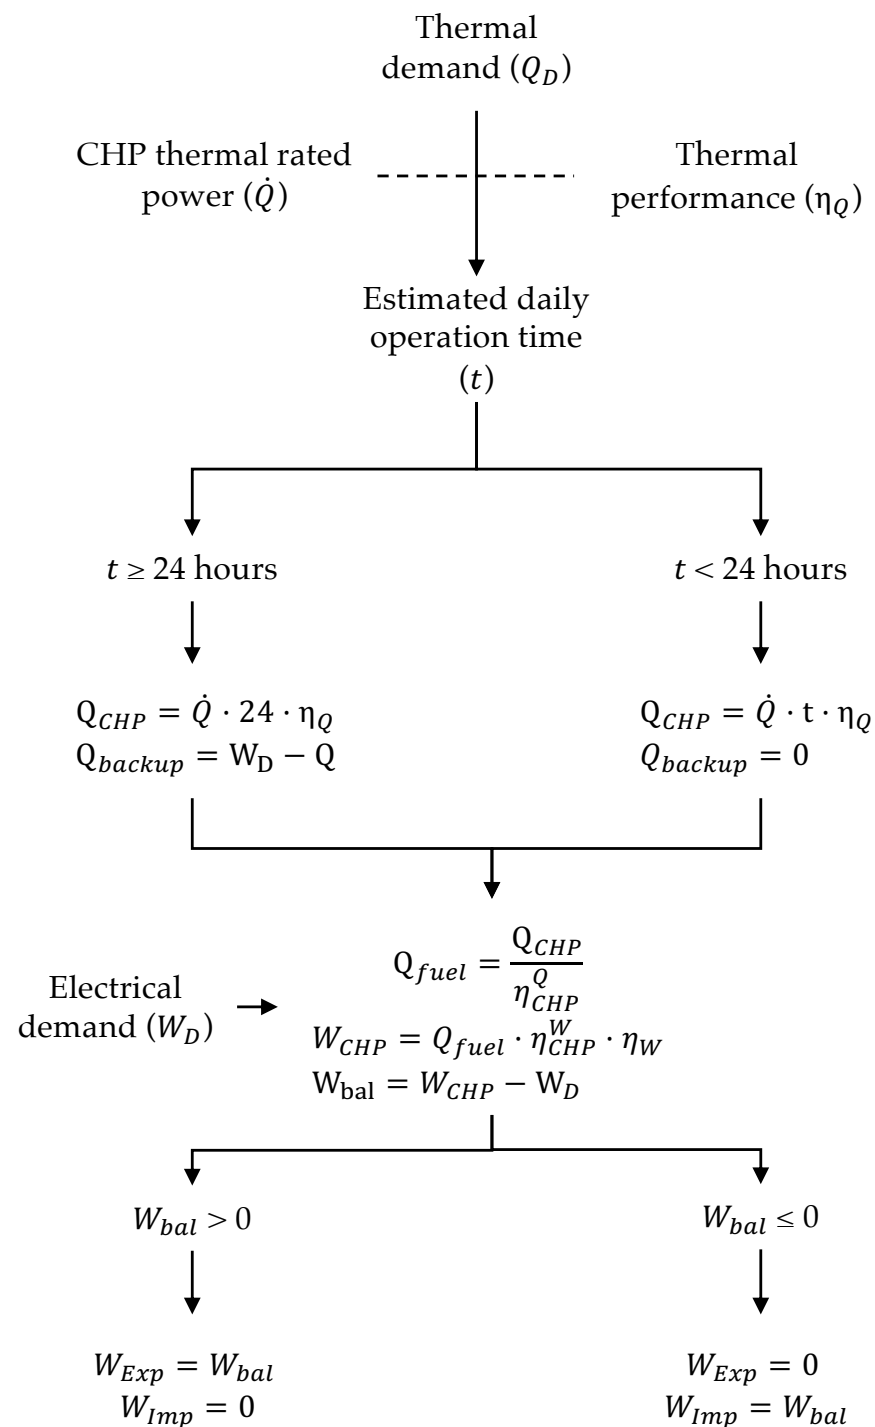 Thermal
demand (Q_D)
CHP thermal rated
power (Q̇)
Thermal
performance (η_Q)
Estimated daily
operation time
(t)
t ≥ 24 hours
t < 24 hours
Q_CHP = Q̇ · 24 · η_Q
Q_backup = W_D − Q
Q_CHP = Q̇ · t · η_Q
Q_backup = 0
Electrical
demand (W_D)
Q_fuel = Q_CHP / η_CHP^Q
W_CHP = Q_fuel · η_CHP^W · η_W
W_bal = W_CHP − W_D
W_bal > 0
W_bal ≤ 0
W_Exp = W_bal
W_Imp = 0
W_Exp = 0
W_Imp = W_bal